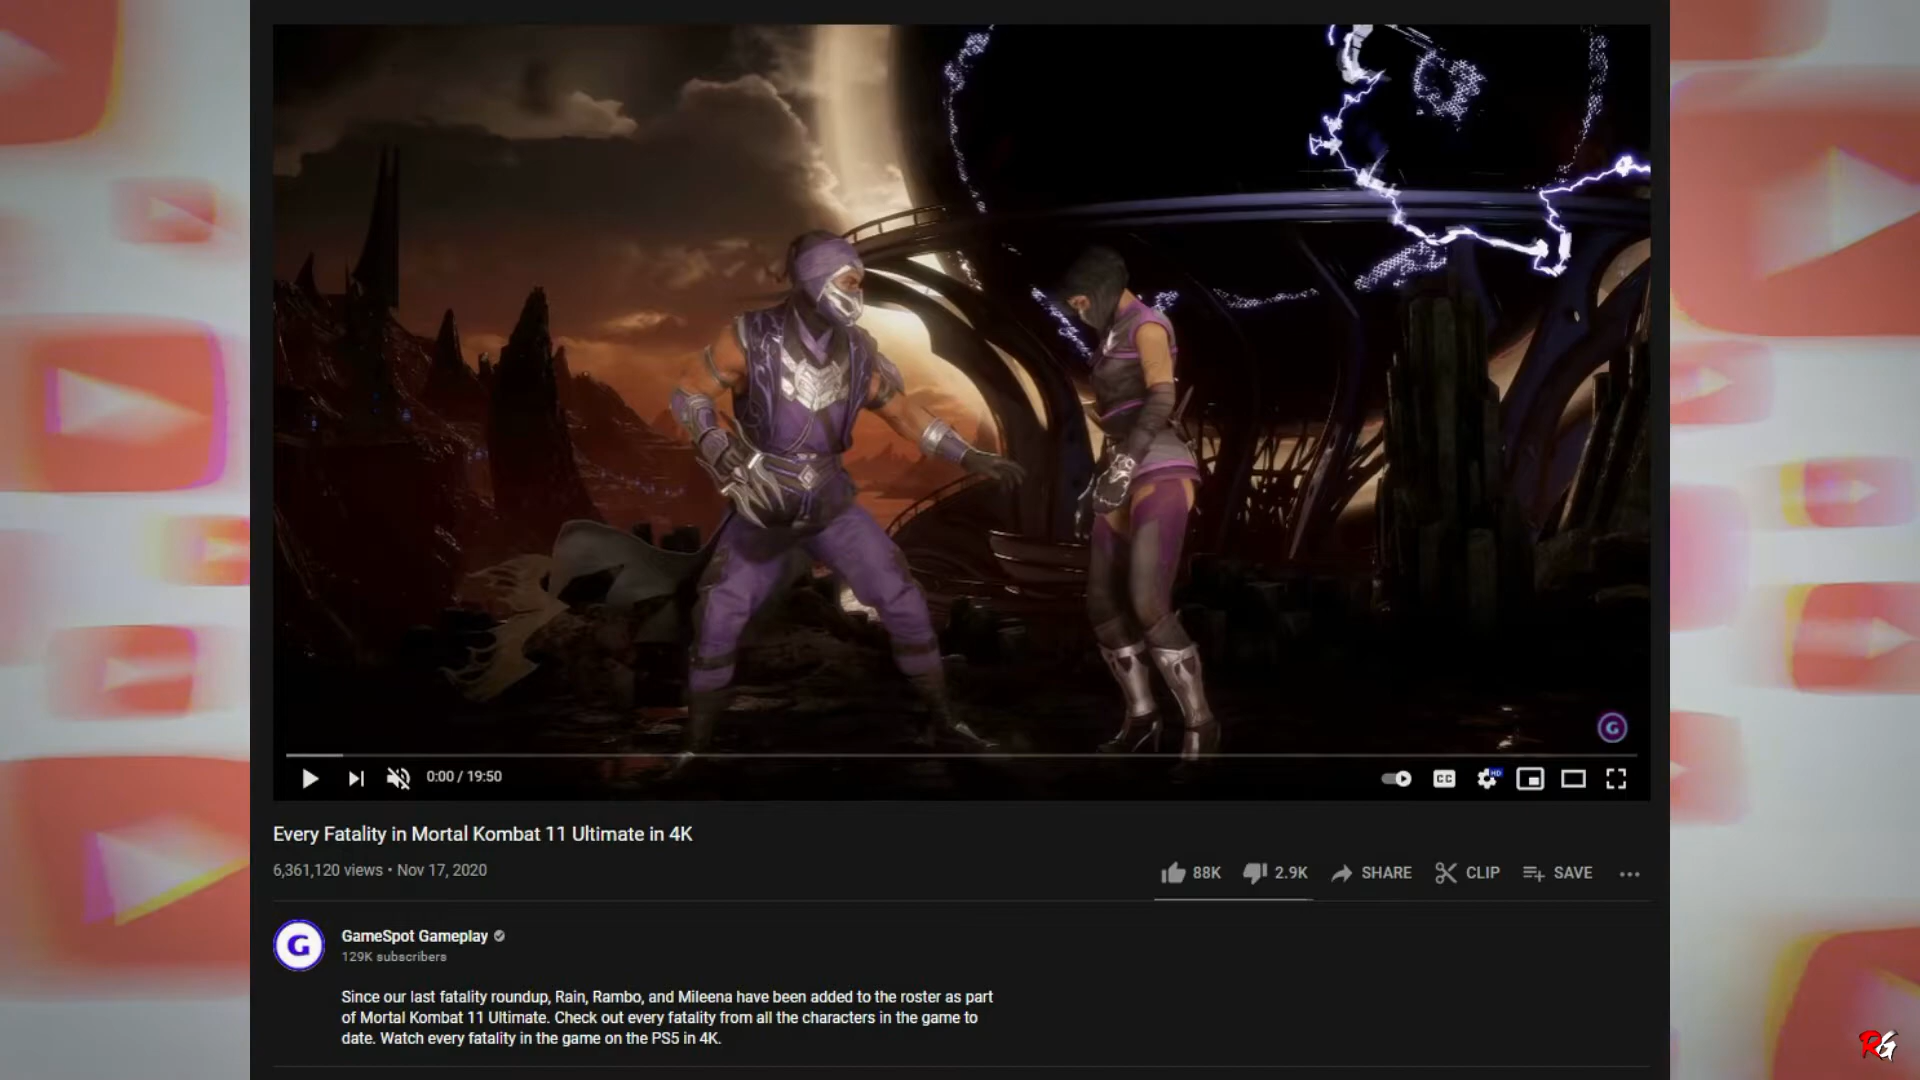 G
0:00 / 19:50
CC
HD
Every Fatality in Mortal Kombat 11 Ultimate in 4K
6,361,120 views • Nov 17, 2020
88K 2.9K SHARE CLIP SAVE
G
GameSpot Gameplay
129K subscribers
Since our last fatality roundup, Rain, Rambo, and Mileena have been added to the roster as part
of Mortal Kombat 11 Ultimate. Check out every fatality from all the characters in the game to
date. Watch every fatality in the game on the PS5 in 4K.
RG